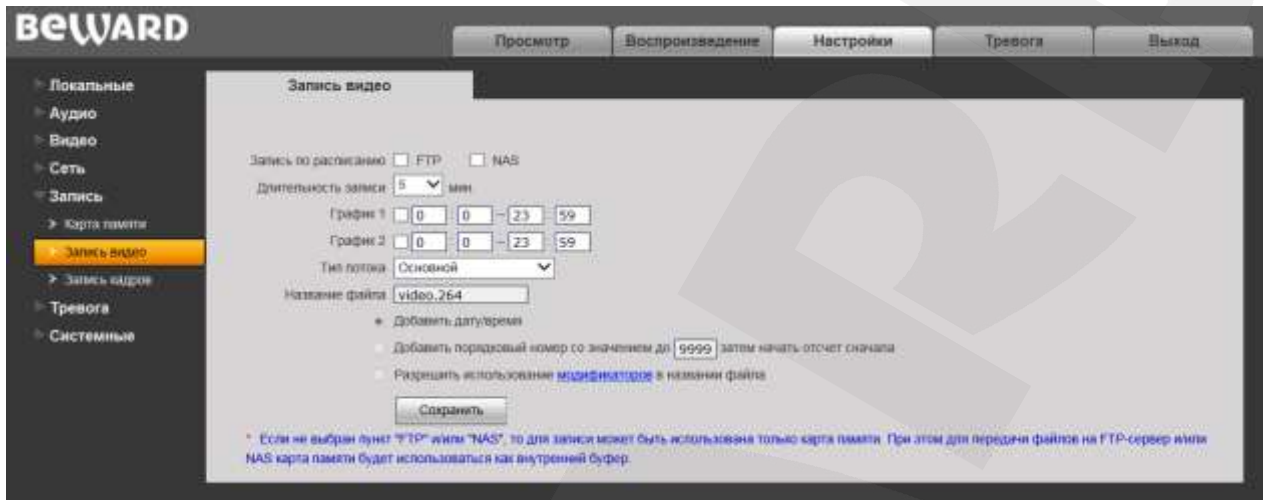 BEWARD
Просмотр
Воспроизведение
Настройки
Тревога
Выход
Локальные
Аудио
Видео
Сеть
Запись
Карта памяти
Запись видео
Запись кадров
Тревога
Системные
Запись видео
Запись по расписанию FTP NAS
Длительность записи 5 мин.
График 1 0 : 0 – 23 : 59
График 2 0 : 0 – 23 : 59
Тип потока Основной
Название файла video.264
Добавить дату/время
Добавить порядковый номер со значением до 9999 затем начать отсчет сначала
Разрешить использование модификаторов в названии файла
Сохранить
* Если не выбран пункт "FTP" и/или "NAS", то для записи может быть использована только карта памяти. При этом для передачи файлов на FTP-сервер и/или
NAS карта памяти будет использоваться как внутренний буфер.